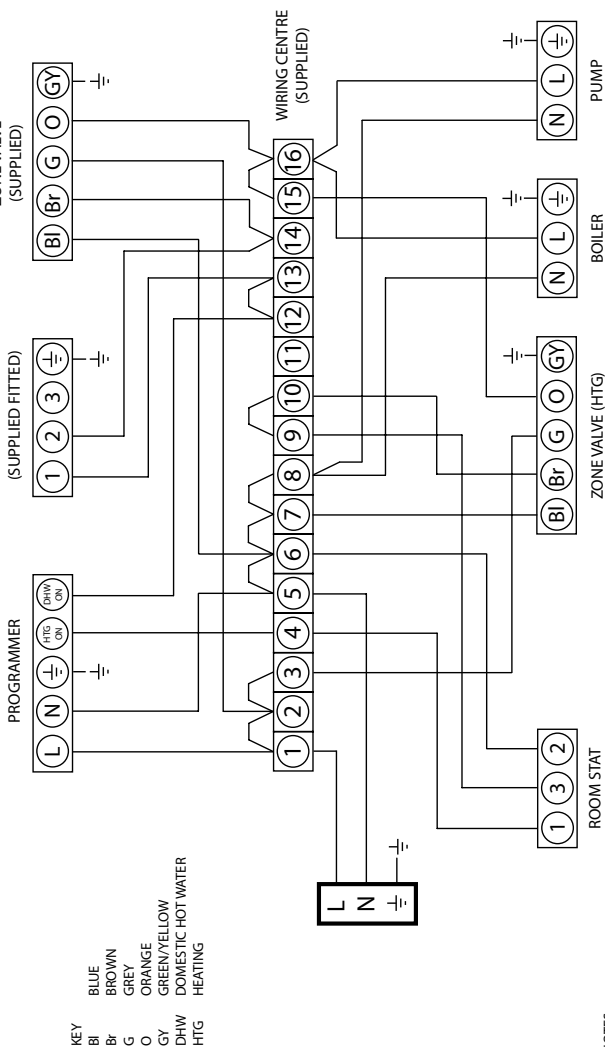 KEY
Bl BLUE
Br BROWN
G GREY
O ORANGE
GY GREEN/YELLOW
DHW DOMESTIC HOT WATER
HTG HEATING
PROGRAMMER
L N HTG ON DHW ON
(SUPPLIED FITTED)
1 2 3
(SUPPLIED)
Bl Br G O GY
WIRING CENTRE
(SUPPLIED)
1 2 3 4 5 6 7 8 9 10 11 12 13 14 15 16
L
N
1 3 2
ROOM STAT
Bl Br G O GY
ZONE VALVE (HTG)
N L
BOILER
N L
PUMP